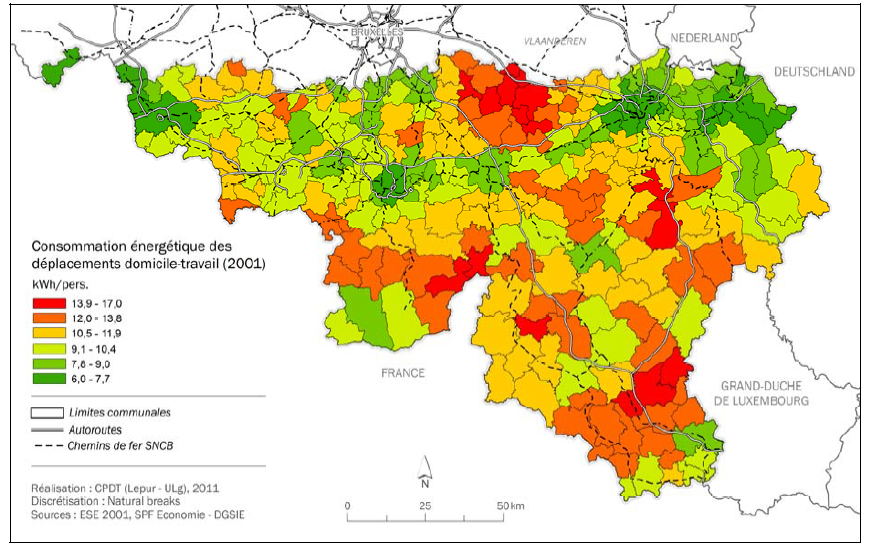 BRUXELLES
VLAANDEREN
NEDERLAND
DEUTSCHLAND
Consommation énergétique des
déplacements domicile-travail (2001)
kWh/pers.
13,9 - 17,0
12,0 - 13,8
10,5 - 11,9
9,1 - 10,4
7,8 - 9,0
6,0 - 7,7
FRANCE
GRAND-DUCHE
DE LUXEMBOURG
Limites communales
Autoroutes
Chemins de fer SNCB
Réalisation : CPDT (Lepur - ULg), 2011
Discrétisation : Natural breaks
Sources : ESE 2001, SPF Economie - DGSIE
N
0 25 50 km